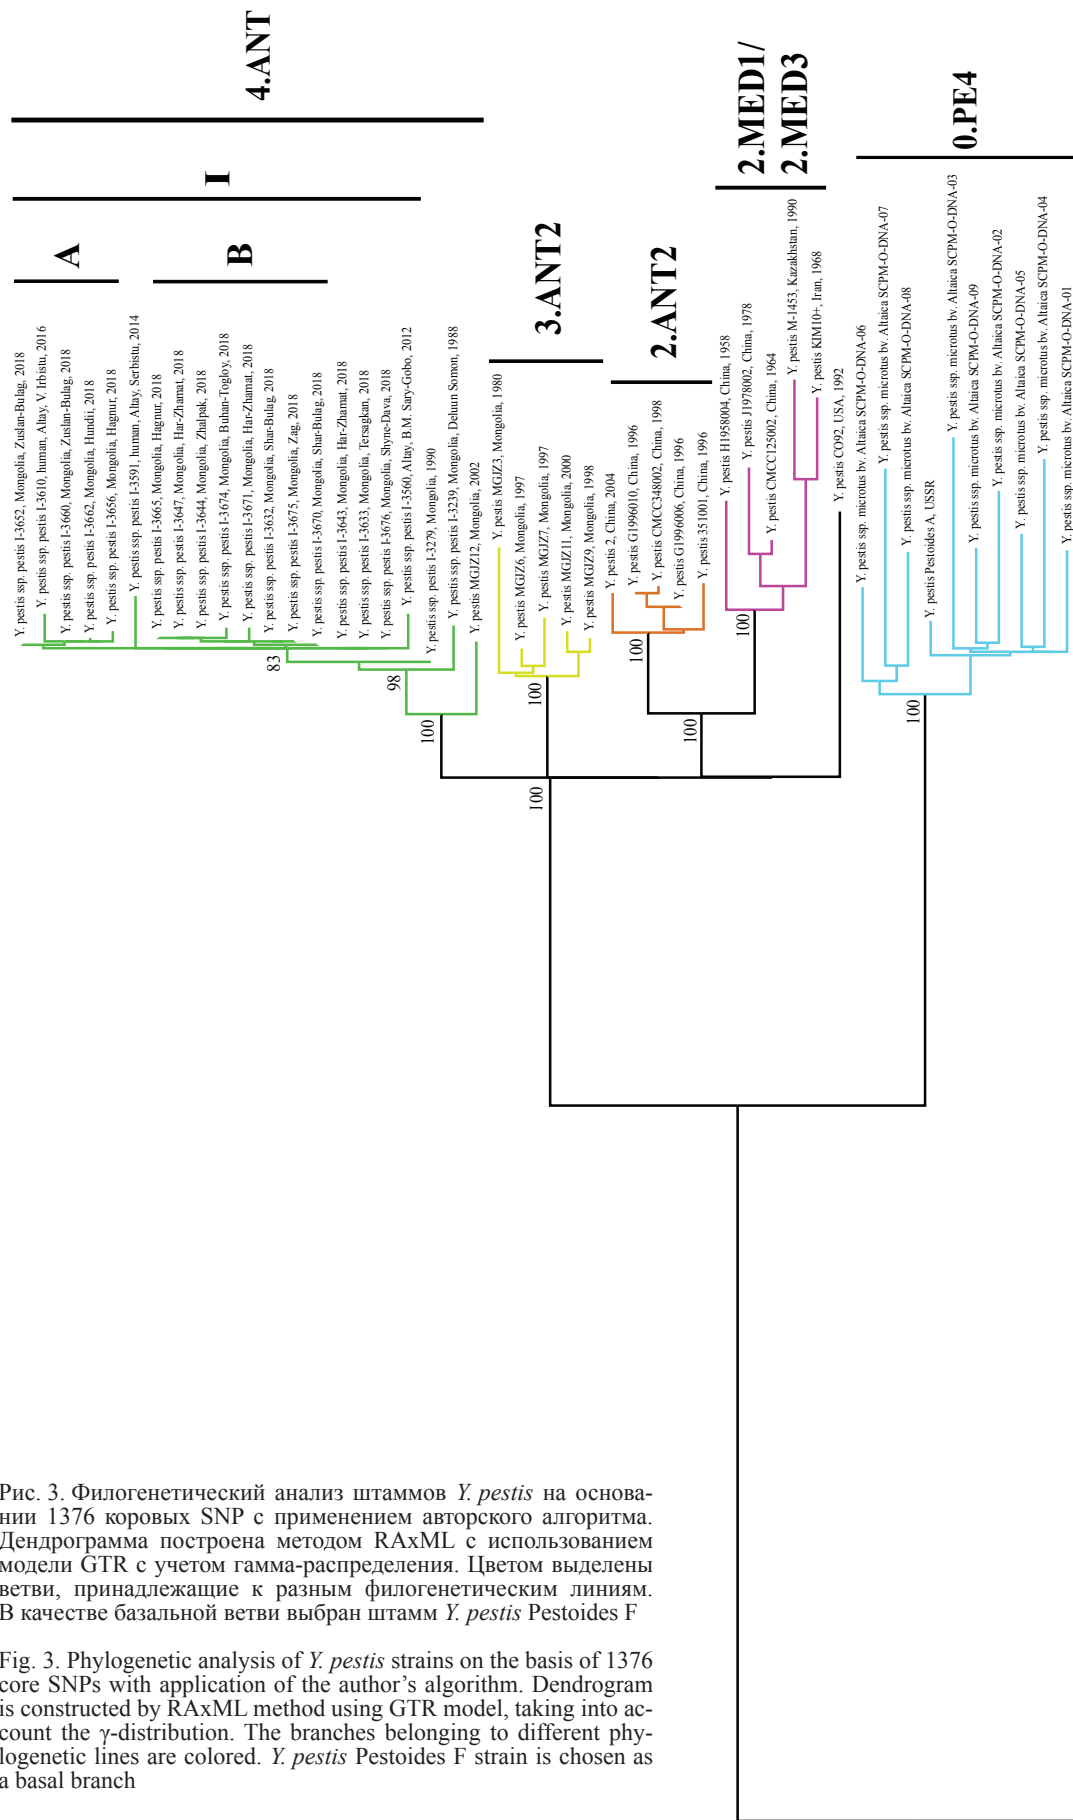 4.ANT
I
A
B
3.ANT2
2.ANT2
2.MED1/
2.MED3
0.PE4
Y. pestis ssp. pestis I-3652, Mongolia, Zuslan-Bulag, 2018
Y. pestis ssp. pestis I-3610, human, Altay, V. Irbistu, 2016
Y. pestis ssp. pestis I-3660, Mongolia, Zuslan-Bulag, 2018
Y. pestis ssp. pestis I-3662, Mongolia, Hundii, 2018
Y. pestis ssp. pestis I-3656, Mongolia, Hagnur, 2018
Y. pestis ssp. pestis I-3591, human, Altay, Serbistu, 2014
Y. pestis ssp. pestis I-3665, Mongolia, Hagnur, 2018
Y. pestis ssp. pestis I-3647, Mongolia, Har-Zhamat, 2018
Y. pestis ssp. pestis I-3644, Mongolia, Zhalpak, 2018
Y. pestis ssp. pestis I-3674, Mongolia, Buhan-Togloy, 2018
Y. pestis ssp. pestis I-3671, Mongolia, Har-Zhamat, 2018
Y. pestis ssp. pestis I-3632, Mongolia, Shar-Bulag, 2018
Y. pestis ssp. pestis I-3675, Mongolia, Zag, 2018
Y. pestis ssp. pestis I-3670, Mongolia, Shar-Bulag, 2018
Y. pestis ssp. pestis I-3643, Mongolia, Har-Zhamat, 2018
Y. pestis ssp. pestis I-3633, Mongolia, Tersagkan, 2018
Y. pestis ssp. pestis I-3676, Mongolia, Shyne-Dava, 2018
Y. pestis ssp. pestis I-3560, Altay, B.M. Sary-Gobo, 2012
Y. pestis ssp. pestis I-3279, Mongolia, 1990
Y. pestis ssp. pestis I-3239, Mongolia, Deluun Somon, 1988
Y. pestis MGJZ12, Mongolia, 2002
Y. pestis MGJZ3, Mongolia, 1980
Y. pestis MGJZ6, Mongolia, 1997
Y. pestis MGJZ7, Mongolia, 1997
Y. pestis MGJZ11, Mongolia, 2000
Y. pestis MGJZ9, Mongolia, 1998
Y. pestis 2, China, 2004
Y. pestis G1996010, China, 1996
Y. pestis CMCC348002, China, 1998
Y. pestis G1996006, China, 1996
Y. pestis 351001, China, 1996
Y. pestis H1958004, China, 1958
Y. pestis J1978002, China, 1978
Y. pestis CMCC125002, China, 1964
Y. pestis M-1453, Kazakhstan, 1990
Y. pestis KIM10+, Iran, 1968
Y. pestis CO92, USA, 1992
Y. pestis ssp. microtus bv. Altaica SCPM-O-DNA-06
Y. pestis ssp. microtus bv. Altaica SCPM-O-DNA-07
Y. pestis ssp. microtus bv. Altaica SCPM-O-DNA-08
Y. pestis Pestoides A, USSR
Y. pestis ssp. microtus bv. Altaica SCPM-O-DNA-03
Y. pestis ssp. microtus bv. Altaica SCPM-O-DNA-09
Y. pestis ssp. microtus bv. Altaica SCPM-O-DNA-02
Y. pestis ssp. microtus bv. Altaica SCPM-O-DNA-05
Y. pestis ssp. microtus bv. Altaica SCPM-O-DNA-04
Y. pestis ssp. microtus bv. Altaica SCPM-O-DNA-01
83
98
100
100
100
100
100
100
100
Рис. 3. Филогенетический анализ штаммов Y. pestis на основа-
нии 1376 коровых SNP с применением авторского алгоритма.
Дендрограмма построена методом RAxML с использованием
модели GTR с учетом гамма-распределения. Цветом выделены
ветви, принадлежащие к разным филогенетическим линиям.
В качестве базальной ветви выбран штамм Y. pestis Pestoides F
Fig. 3. Phylogenetic analysis of Y. pestis strains on the basis of 1376
core SNPs with application of the author's algorithm. Dendrogram
is constructed by RAxML method using GTR model, taking into ac-
count the γ-distribution. The branches belonging to different phy-
logenetic lines are colored. Y. pestis Pestoides F strain is chosen as
a basal branch